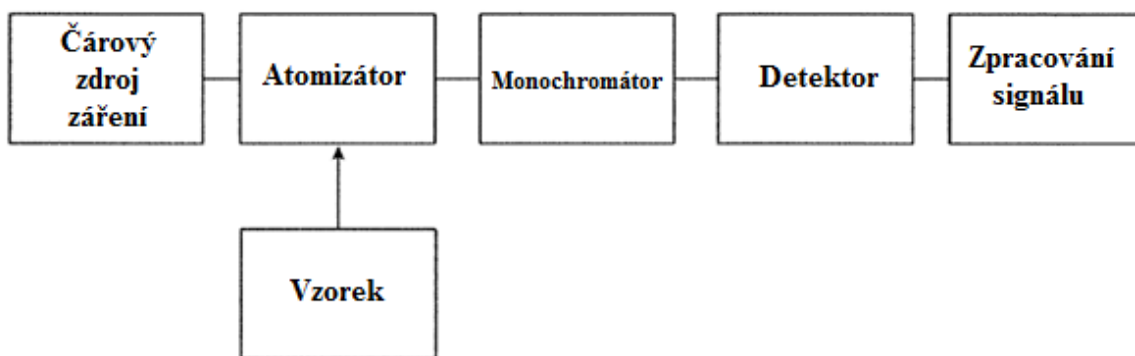 Čárový
zdroj
záření
Atomizátor
Monochromátor
Detektor
Zpracování
signálu
Vzorek